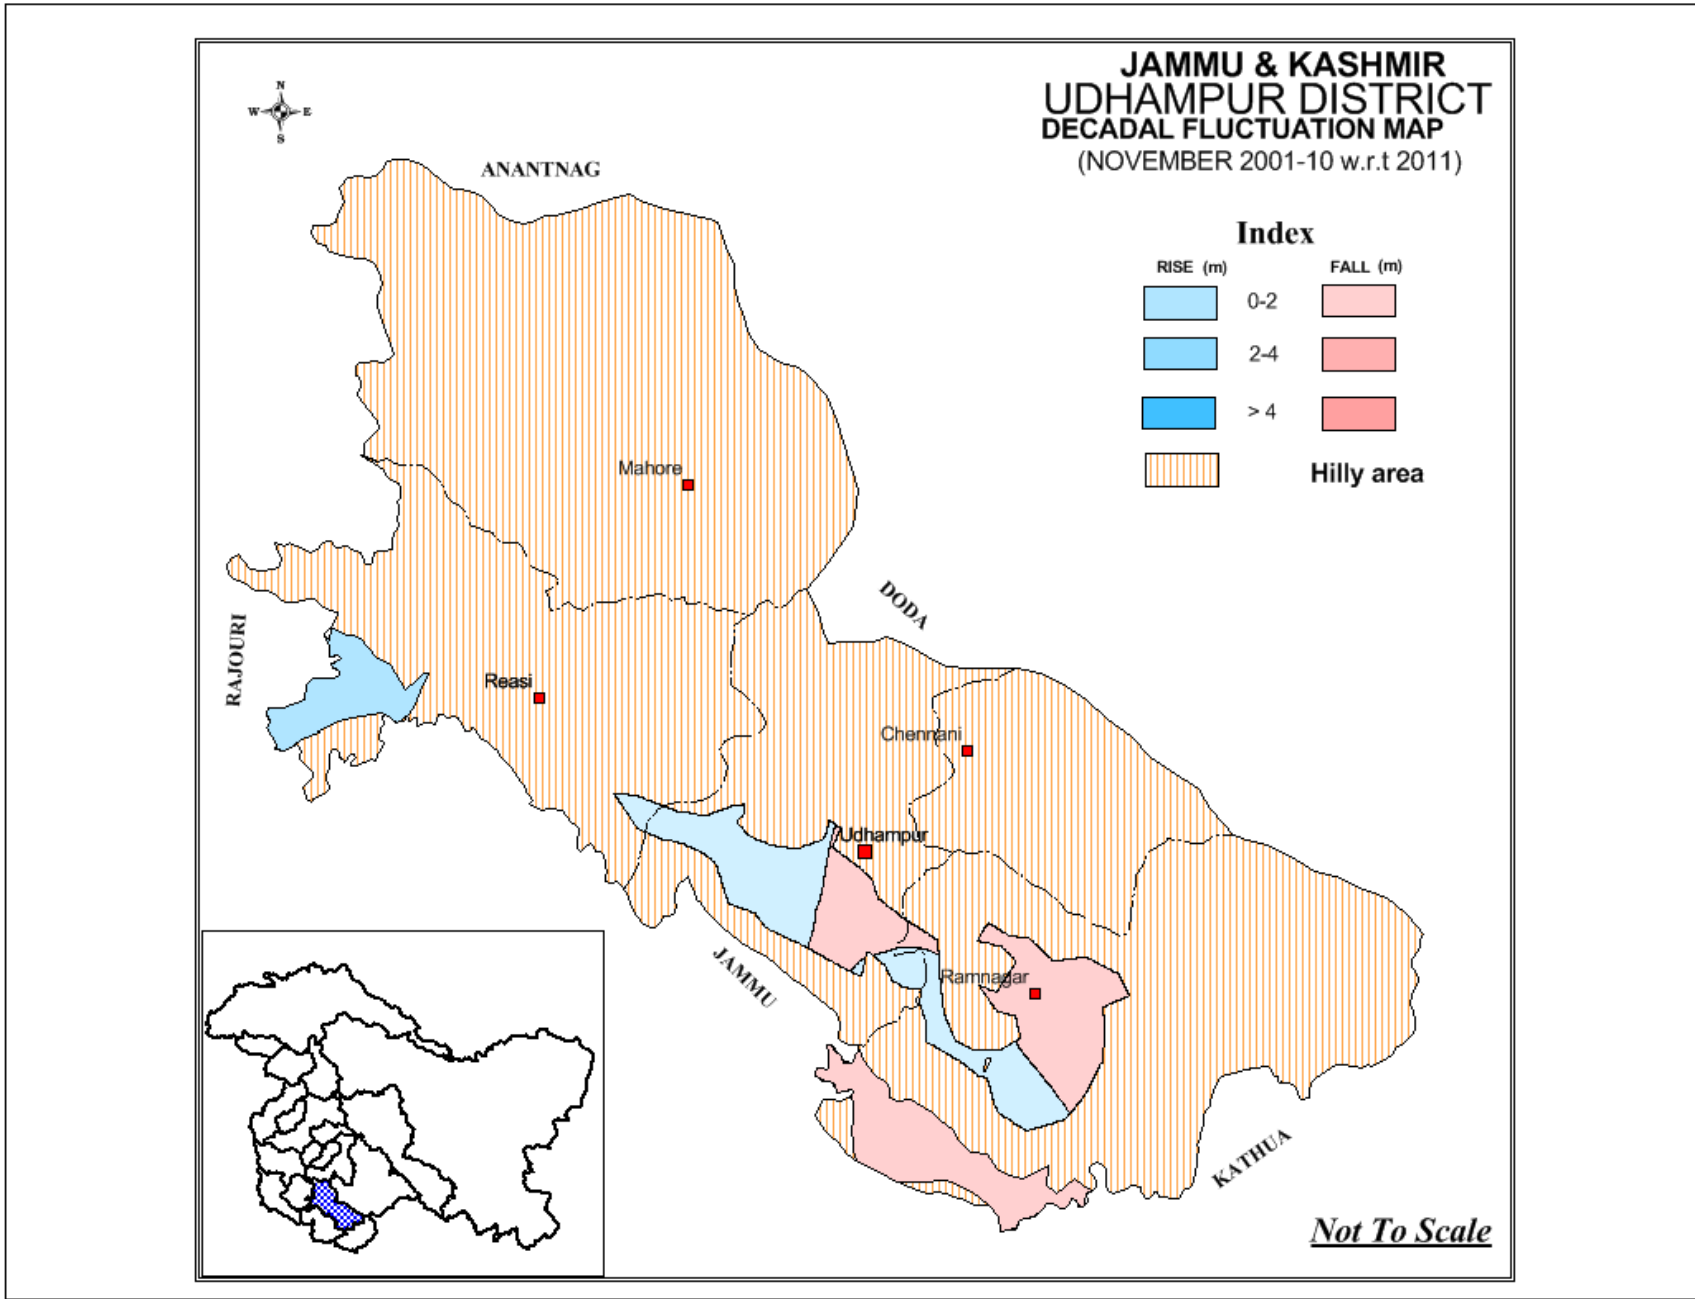 JAMMU & KASHMIR
UDHAMPUR DISTRICT
DECADAL FLUCTUATION MAP
(NOVEMBER 2001-10 w.r.t 2011)
N
W E
S
ANANTNAG
Index
RISE (m) FALL (m)
0-2
2-4
> 4
Hilly area
Mahore
DODA
RAJOURI
Reasi
Chennani
Udhampur
JAMMU
Ramnagar
KATHUA
Not To Scale